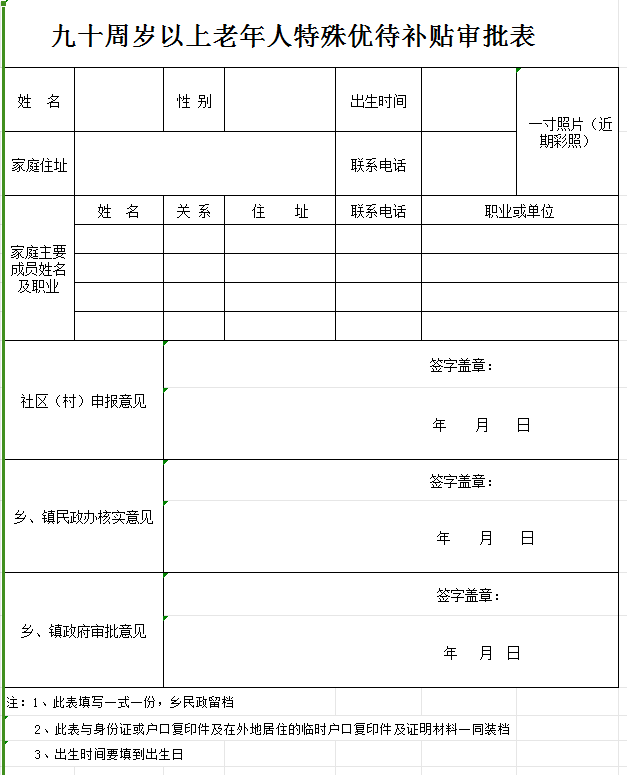 九十周岁以上老年人特殊优待补贴审批表
姓 名 性 别 出生时间
一寸照片（近
期彩照）
家庭住址 联系电话
家庭主要
成员姓名
及职业
姓 名 关 系 住 址 联系电话 职业或单位
社区（村）申报意见
签字盖章：
年 月 日
乡、镇民政办核实意见
签字盖章：
年 月 日
乡、镇政府审批意见
签字盖章：
年 月 日
注：1、此表填写一式一份，乡民政留档
2、此表与身份证或户口复印件及在外地居住的临时户口复印件及证明材料一同装档
3、出生时间要填到出生日